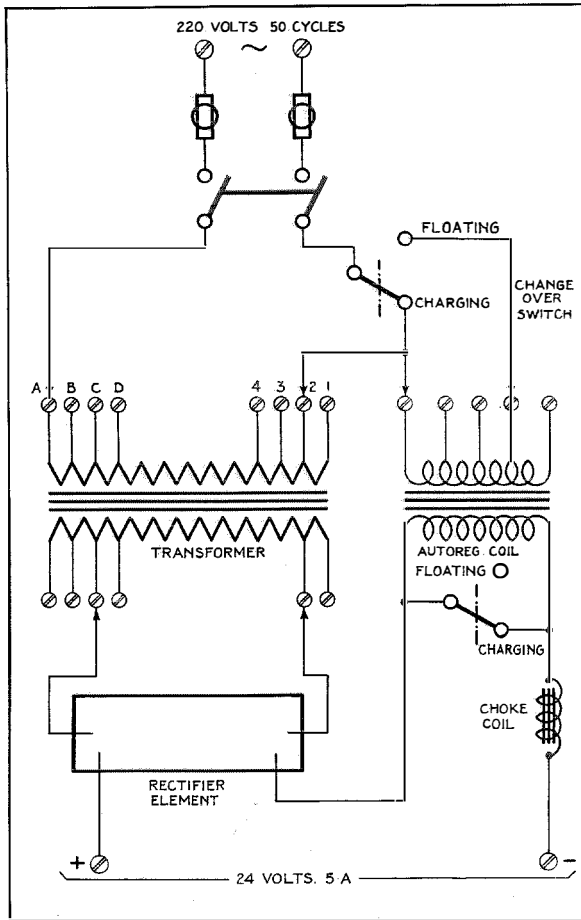 220 VOLTS 50 CYCLES
~
FLOATING
CHANGE
OVER
SWITCH
CHARGING
A B C D 4 3 2 1
TRANSFORMER
AUTOREG. COIL
FLOATING
CHARGING
CHOKE
COIL
RECTIFIER
ELEMENT
+ −
24 VOLTS. 5 A